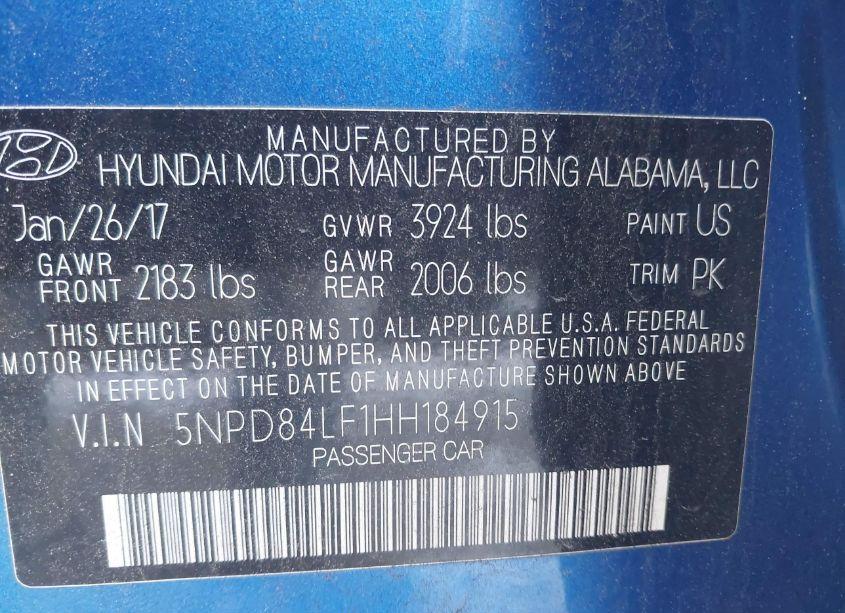 MANUFACTURED BY
HYUNDAI MOTOR MANUFACTURING ALABAMA, LLC
Jan/26/17 GVWR 3924 lbs PAINT US
GAWR FRONT 2183 lbs GAWR REAR 2006 lbs TRIM PK
THIS VEHICLE CONFORMS TO ALL APPLICABLE U.S.A. FEDERAL
MOTOR VEHICLE SAFETY, BUMPER, AND THEFT PREVENTION STANDARDS
IN EFFECT ON THE DATE OF MANUFACTURE SHOWN ABOVE
V.I.N 5NPD84LF1HH184915
PASSENGER CAR